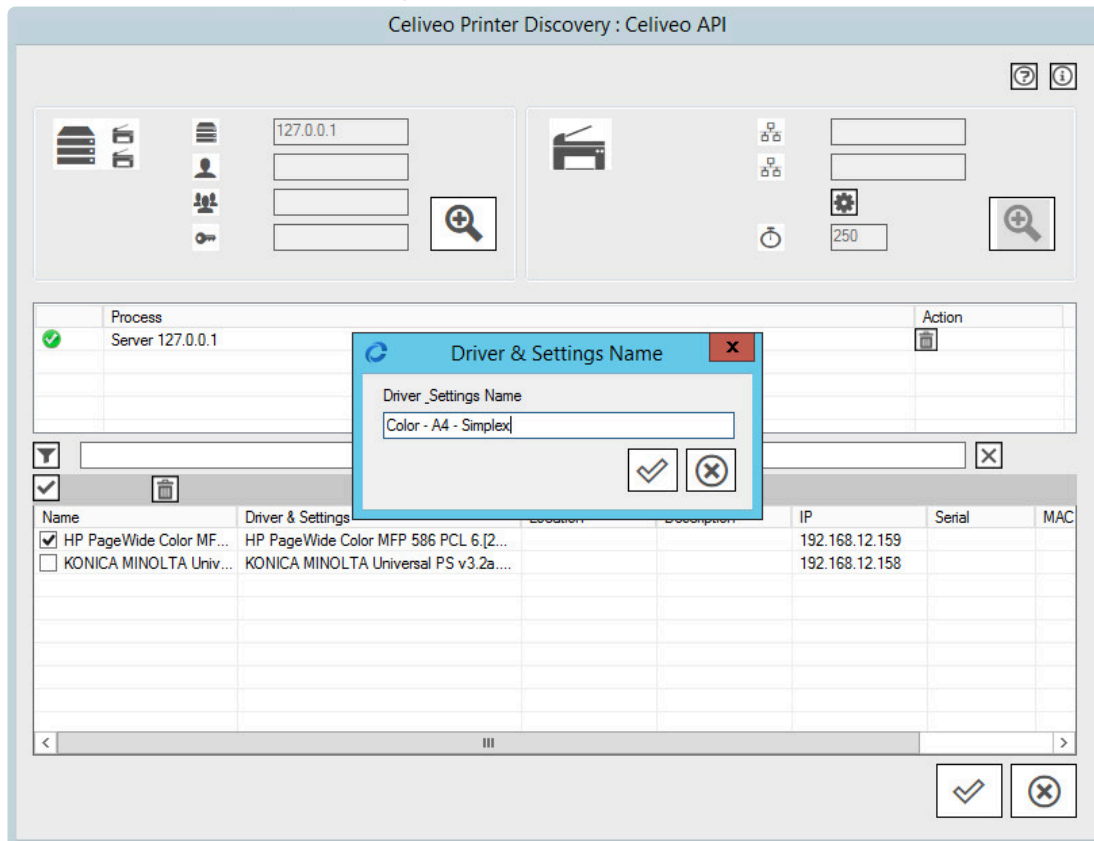 Celiveo Printer Discovery : Celiveo API
127.0.0.1
250
Process Action
Server 127.0.0.1
Driver & Settings Name
x
Driver _Settings Name
Color - A4 - Simplex
Name Driver & Settings Location Description IP Serial MAC
HP PageWide Color MF... HP PageWide Color MFP 586 PCL 6.[2... 192.168.12.159
KONICA MINOLTA Univ... KONICA MINOLTA Universal PS v3.2a.... 192.168.12.158